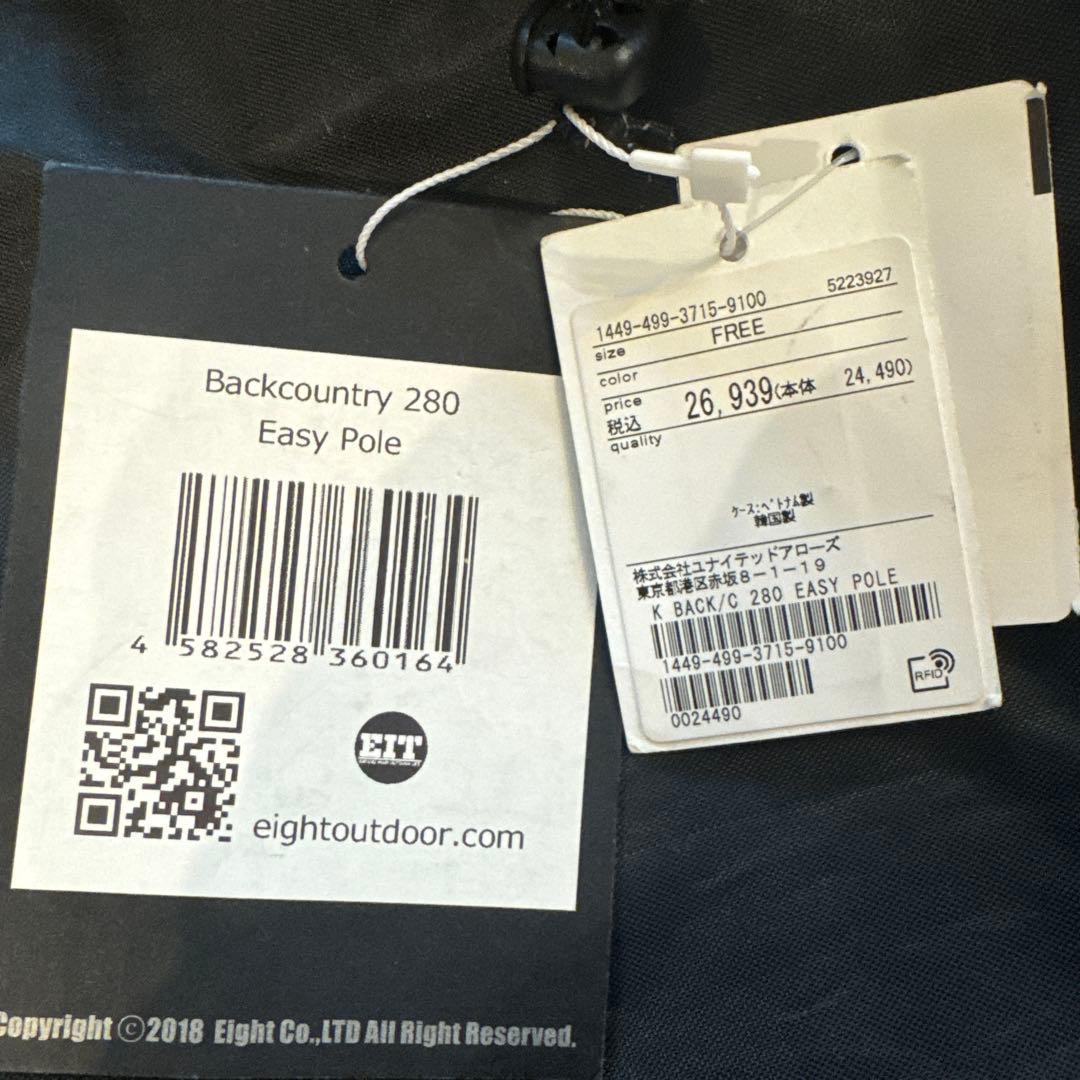 Backcountry 280
Easy Pole
4 582528 360164
EIT
eightoutdoor.com
Copyright ©2018 Eight Co.,LTD All Right Reserved.
1449-499-3715-9100 5223927
size FREE
color
price
税込 26,939(本体 24,490)
quality
ケース:ベトナム製
韓国製
株式会社ユナイテッドアローズ
東京都港区赤坂8-1-19
K BACK/C 280 EASY POLE
1449-499-3715-9100
0024490
RFID